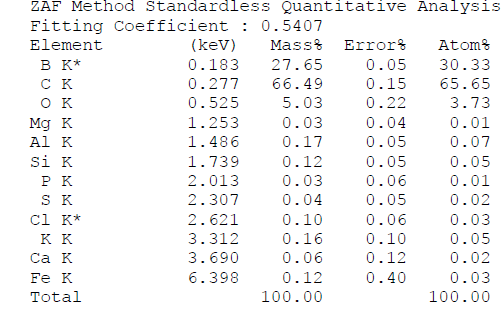 ZAF Method Standardless Quantitative Analysis
Fitting Coefficient : 0.5407
Element (keV) Mass% Error% Atom%
B K* 0.183 27.65 0.05 30.33
C K 0.277 66.49 0.15 65.65
O K 0.525 5.03 0.22 3.73
Mg K 1.253 0.03 0.04 0.01
Al K 1.486 0.17 0.05 0.07
Si K 1.739 0.12 0.05 0.05
P K 2.013 0.03 0.06 0.01
S K 2.307 0.04 0.05 0.02
Cl K* 2.621 0.10 0.06 0.03
K K 3.312 0.16 0.10 0.05
Ca K 3.690 0.06 0.12 0.02
Fe K 6.398 0.12 0.40 0.03
Total 100.00 100.00